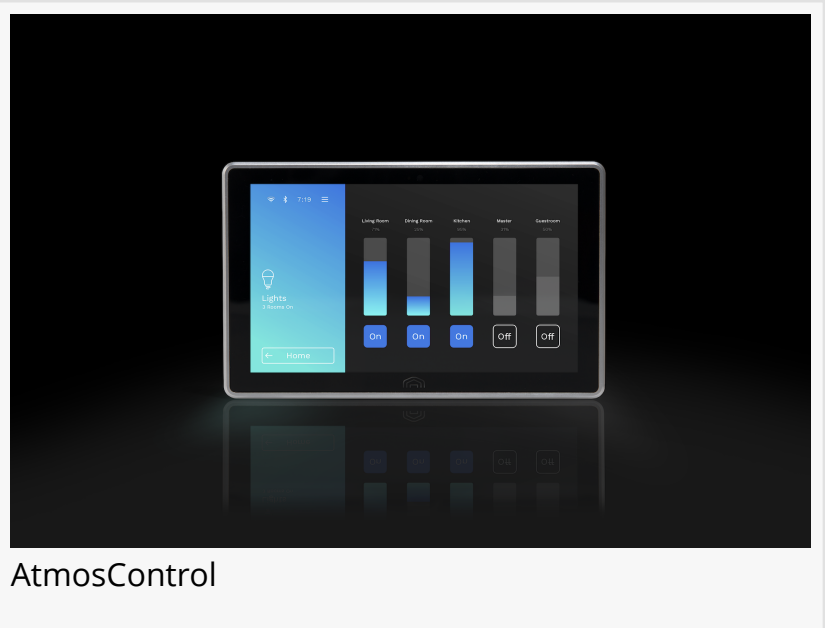 7:19
Living Room Dining Room Kitchen Master Guestroom
Lights
3 Rooms On
On On On Off Off
Home
AtmosControl